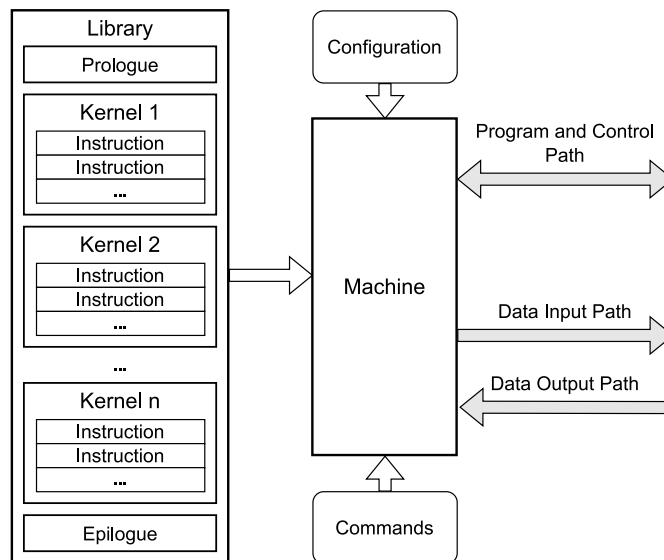 Library
Prologue
Kernel 1
Instruction
Instruction
...
Kernel 2
Instruction
Instruction
...
...
Kernel n
Instruction
Instruction
...
Epilogue
Configuration
Machine
Commands
Program and Control
Path
Data Input Path
Data Output Path